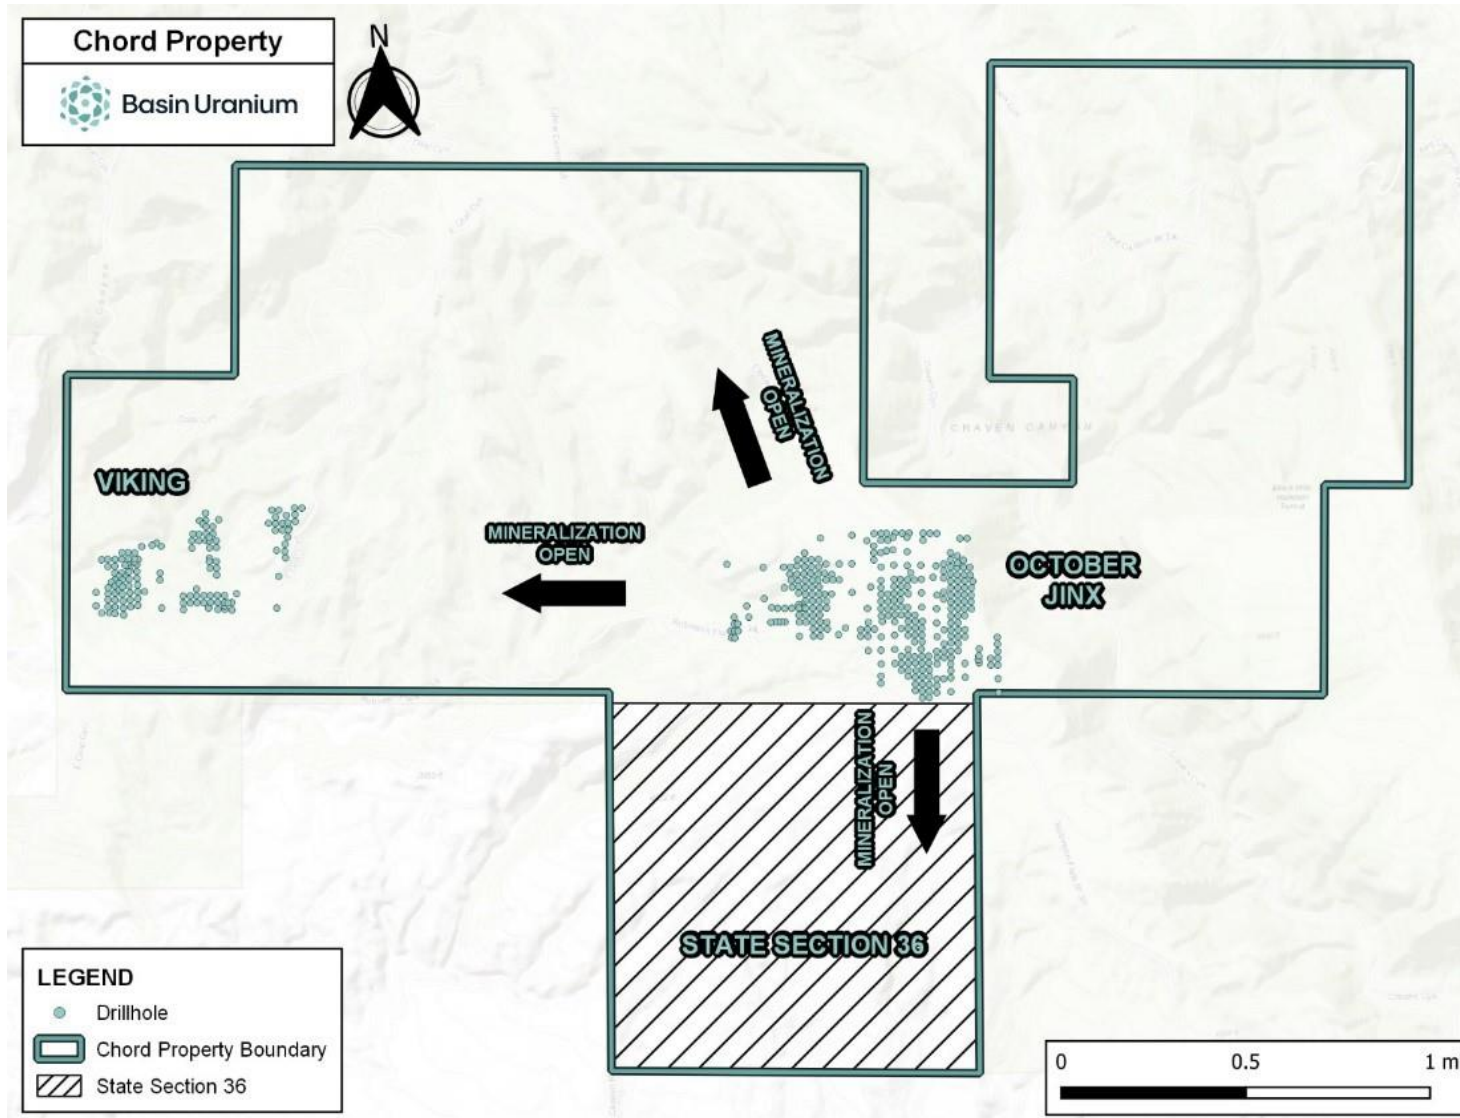 Chord Property
Basin Uranium
N
MINERALIZATION
OPEN
CRAVEN CANYON
VIKING
MINERALIZATION
OPEN
OCTOBER
JINX
MINERALIZATION
OPEN
STATE SECTION 36
LEGEND
Drillhole
Chord Property Boundary
State Section 36
0 0.5 1 m